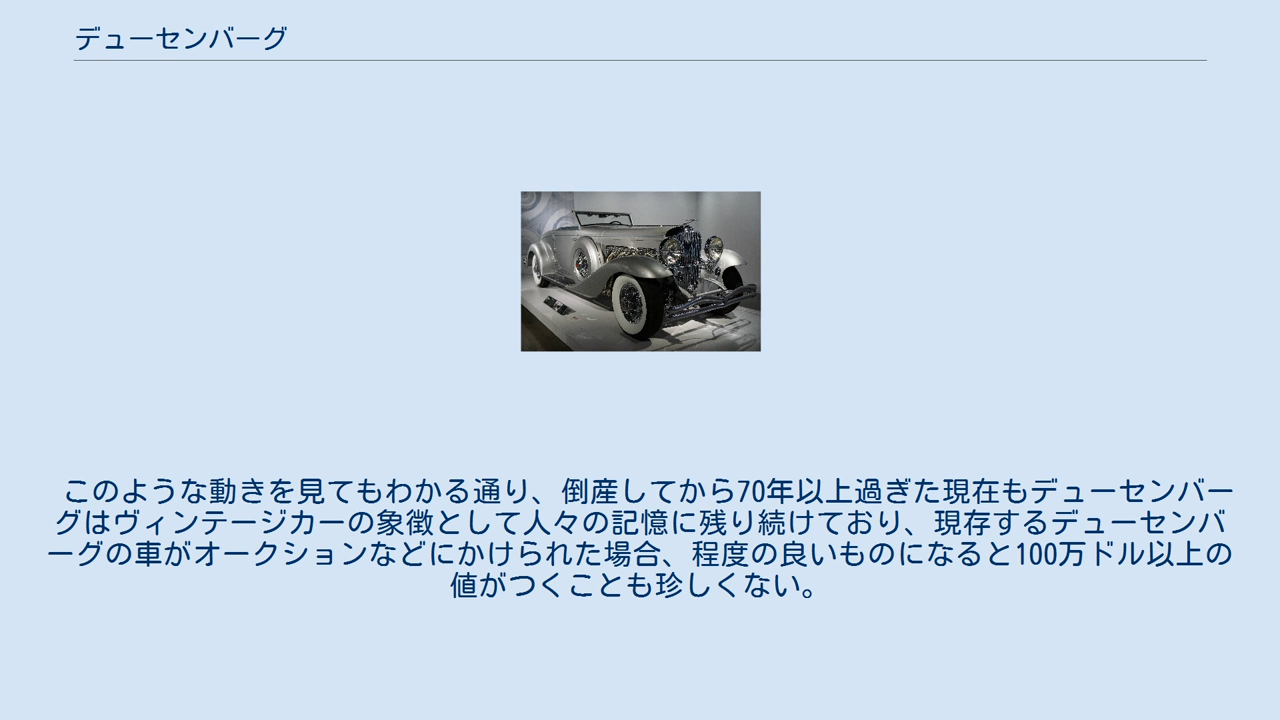 デューセンバーグ
このような動きを見てもわかる通り、倒産してから70年以上過ぎた現在もデューセンバー
グはヴィンテージカーの象徴として人々の記憶に残り続けており、現存するデューセンバ
ーグの車がオークションなどにかけられた場合、程度の良いものになると100万ドル以上の
値がつくことも珍しくない。